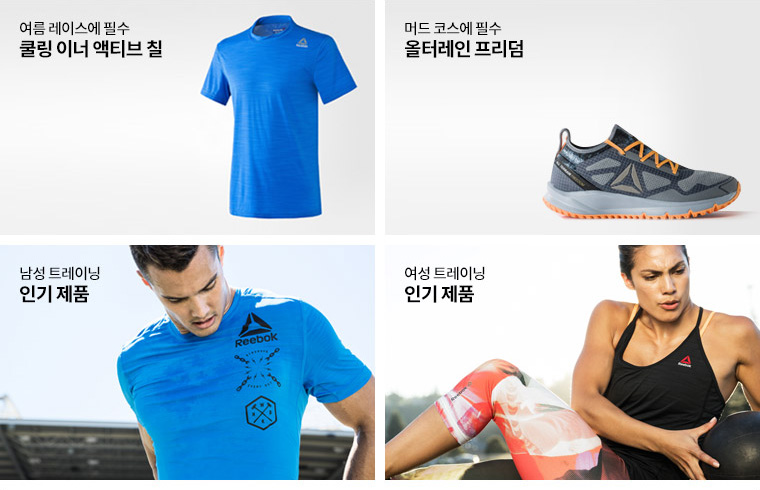 여름 레이스에 필수
쿨링 이너 액티브 칠
머드 코스에 필수
올터레인 프리덤
남성 트레이닝
인기 제품
Reebok
여성 트레이닝
인기 제품